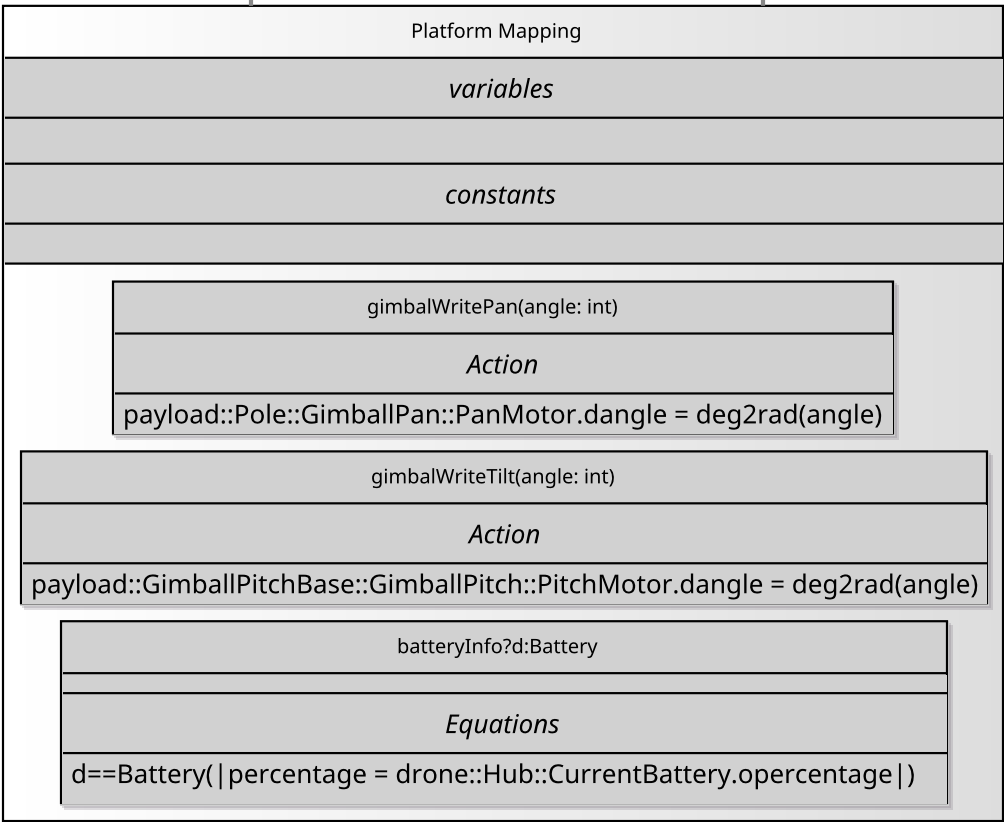 Platform Mapping
variables
constants
gimbalWritePan(angle: int)
Action
payload::Pole::GimballPan::PanMotor.dangle = deg2rad(angle)
gimbalWriteTilt(angle: int)
Action
payload::GimballPitchBase::GimballPitch::PitchMotor.dangle = deg2rad(angle)
batteryInfo?d:Battery
Equations
d==Battery(|percentage = drone::Hub::CurrentBattery.opercentage|)